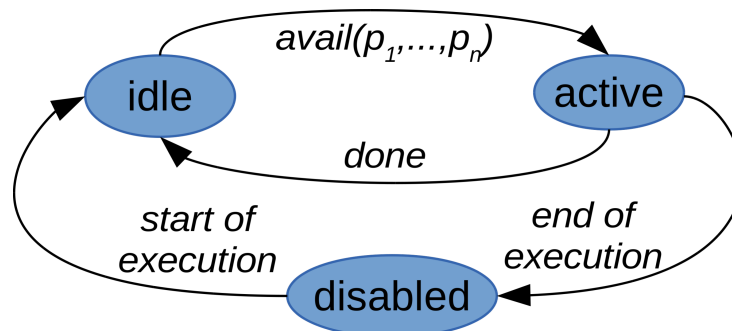 avail(p₁,...,pₙ)
idle
active
done
start of
execution
end of
execution
disabled